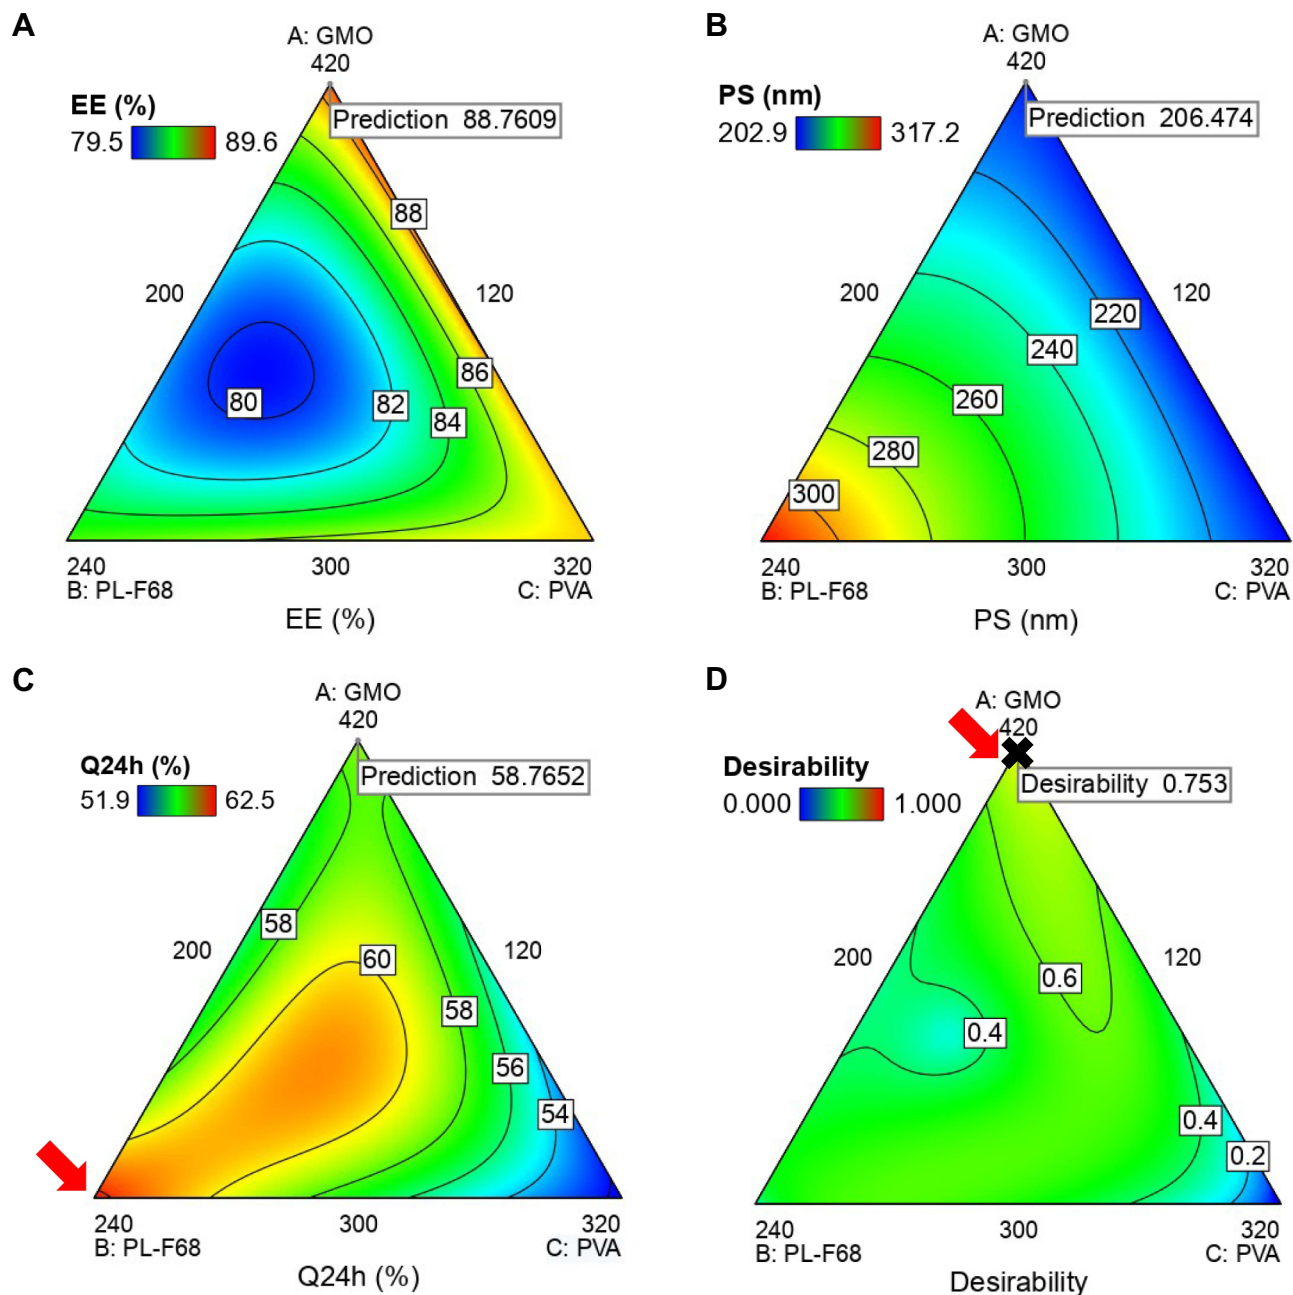 A
A: GMO
420
EE (%)
79.5 89.6
Prediction 88.7609
88
200
120
86
80
82
84
240
300
320
B: PL-F68
C: PVA
EE (%)
B
A: GMO
420
PS (nm)
202.9 317.2
Prediction 206.474
200
120
220
240
260
280
300
240
300
320
B: PL-F68
C: PVA
PS (nm)
C
A: GMO
420
Q24h (%)
51.9 62.5
Prediction 58.7652
58
200
60
120
58
56
54
240
300
320
B: PL-F68
C: PVA
Q24h (%)
D
A: GMO
420
Desirability
0.000 1.000
Desirability 0.753
200
0.6
120
0.4
0.4
0.2
240
300
320
B: PL-F68
C: PVA
Desirability